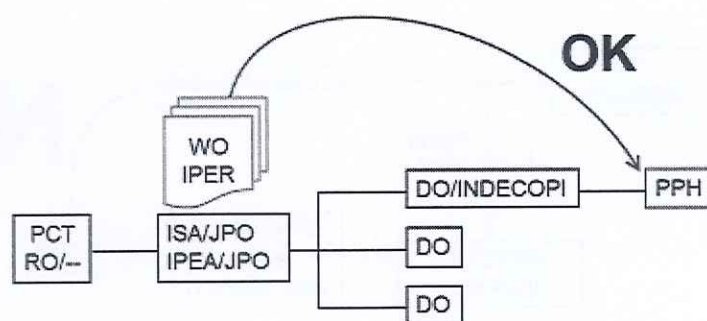 OK
WO
IPER
DO/INDECOPI
PPH
PCT
RO/--
ISA/JPO
IPEA/JPO
DO
DO